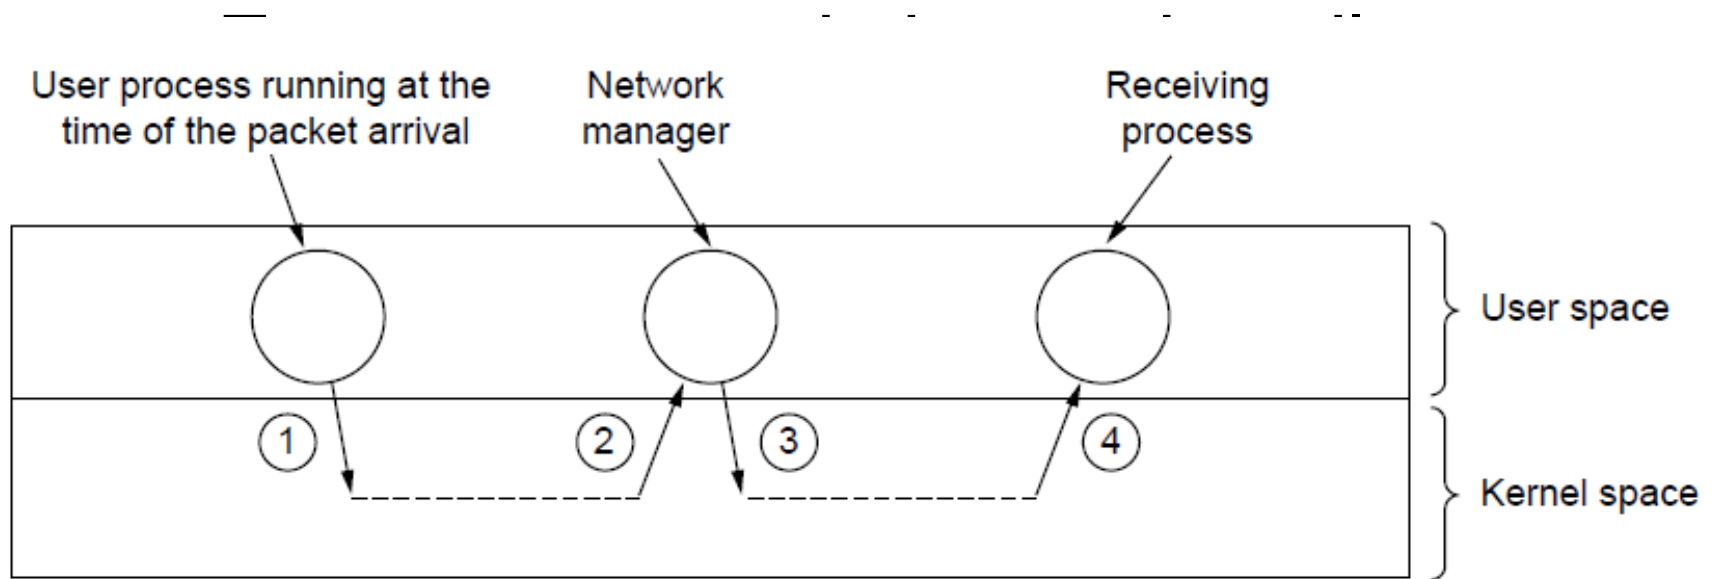 User process running at the
time of the packet arrival
Network
manager
Receiving
process
User space
1
2
3
4
Kernel space